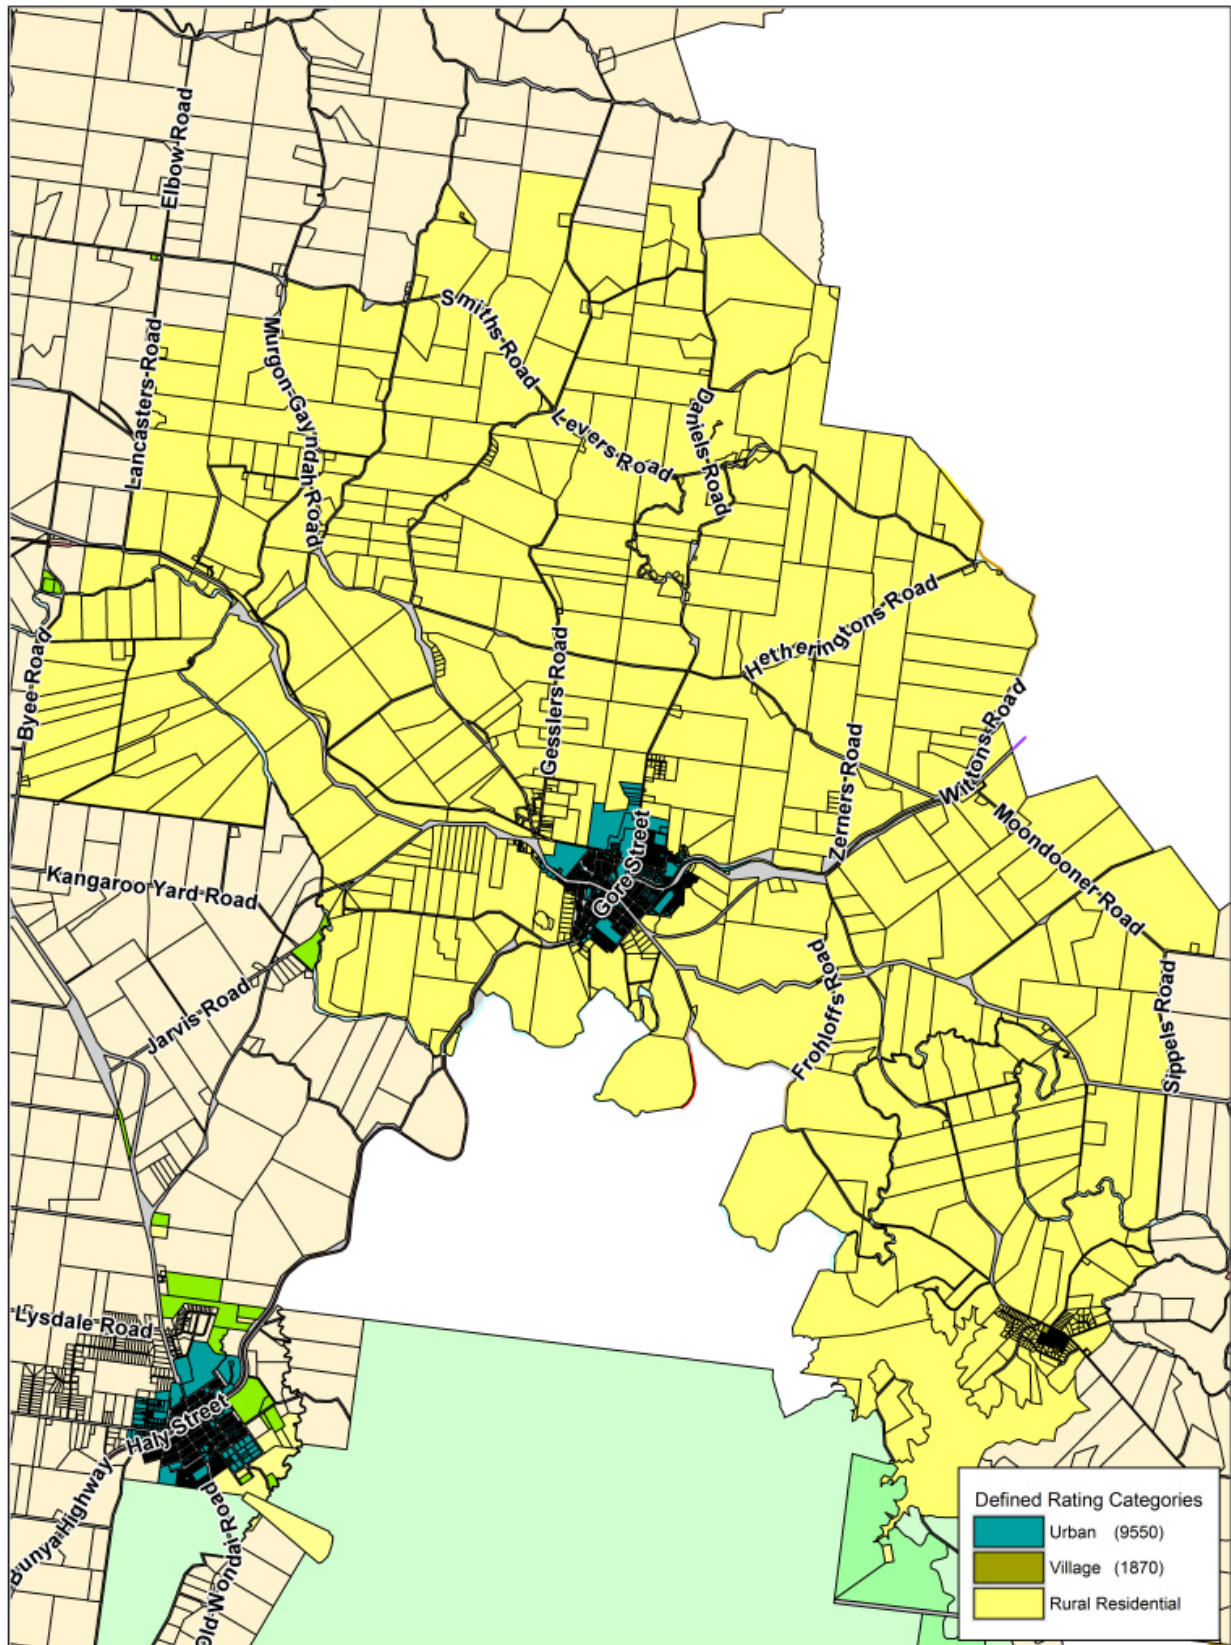 Elbow Road
Smiths Road
Lancasters Road
Murgon-Gayndah Road
Levers Road
Daniels Road
Hetheringtons Road
Byee Road
Gesslers Road
Wittons Road
Zerners Road
Gore Street
Moondooner Road
Kangaroo Yard Road
Jarvis Road
Frohloffs Road
Sippels Road
Lysdale Road
Haly Street
Bunya Highway
Old Wondai Road
Defined Rating Categories
Urban (9550)
Village (1870)
Rural Residential